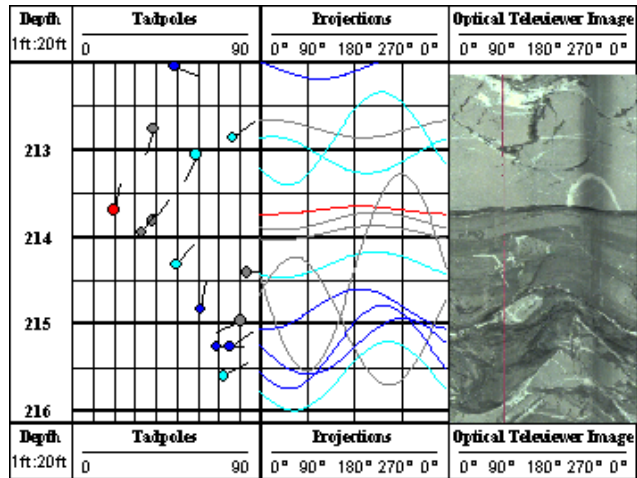 Depth Tadpoles Projections Optical Televiewer Image
1ft:20ft 0 90 0° 90° 180° 270° 0° 0° 90° 180° 270° 0°
213
214
215
216
Depth Tadpoles Projections Optical Televiewer Image
1ft:20ft 0 90 0° 90° 180° 270° 0° 0° 90° 180° 270° 0°